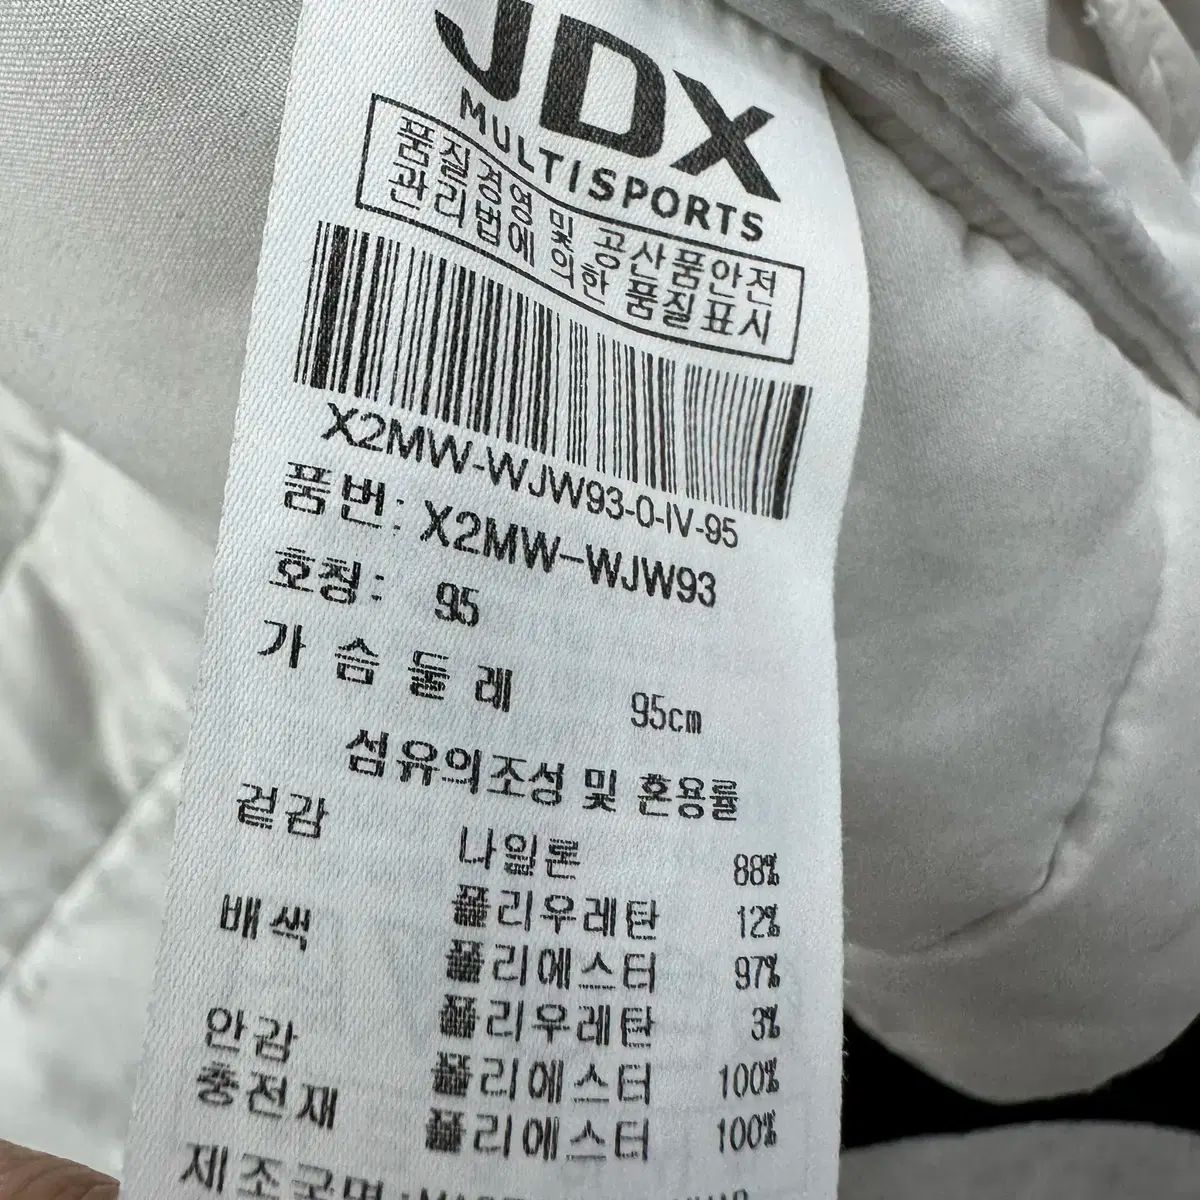 JDX
MULTISPORTS
품질경영 및 공산품안전
관리법에 의한 품질표시
X2MW-WJW93-0-IV-95
품번: X2MW-WJW93
호칭: 95
가슴둘레 95cm
섬유의조성 및 혼용률
겉감 나일론 88%
폴리우레탄 12%
배색 폴리에스터 97%
폴리우레탄 3%
안감 폴리에스터 100%
충전재 폴리에스터 100%
제조국명: